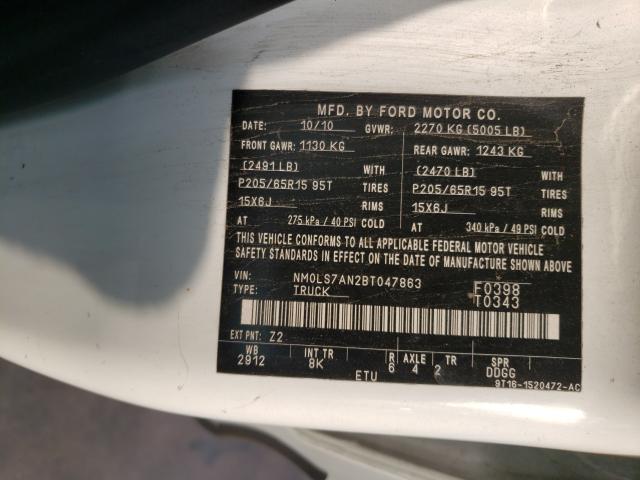 MFD. BY FORD MOTOR CO.
DATE: 10/10 GVWR: 2270 KG (5005 LB)
FRONT GAWR: 1130 KG REAR GAWR: 1243 KG
(2491 LB) WITH (2470 LB) WITH
P205/65R15 95T TIRES P205/65R15 95T TIRES
15X6J RIMS 15X6J RIMS
AT 275 kPa / 40 PSI COLD AT 340 kPa / 49 PSI COLD
THIS VEHICLE CONFORMS TO ALL APPLICABLE FEDERAL MOTOR VEHICLE
SAFETY STANDARDS IN EFFECT ON THE DATE OF MANUFACTURE SHOWN ABOVE
VIN: NM0LS7AN2BT047863 F0398
TYPE: TRUCK T0343
EXT PNT: Z2
WB INT TR R AXLE TR SPR
2912 8K 6 4 2 DDGG
ETU 9T16-1520472-AC